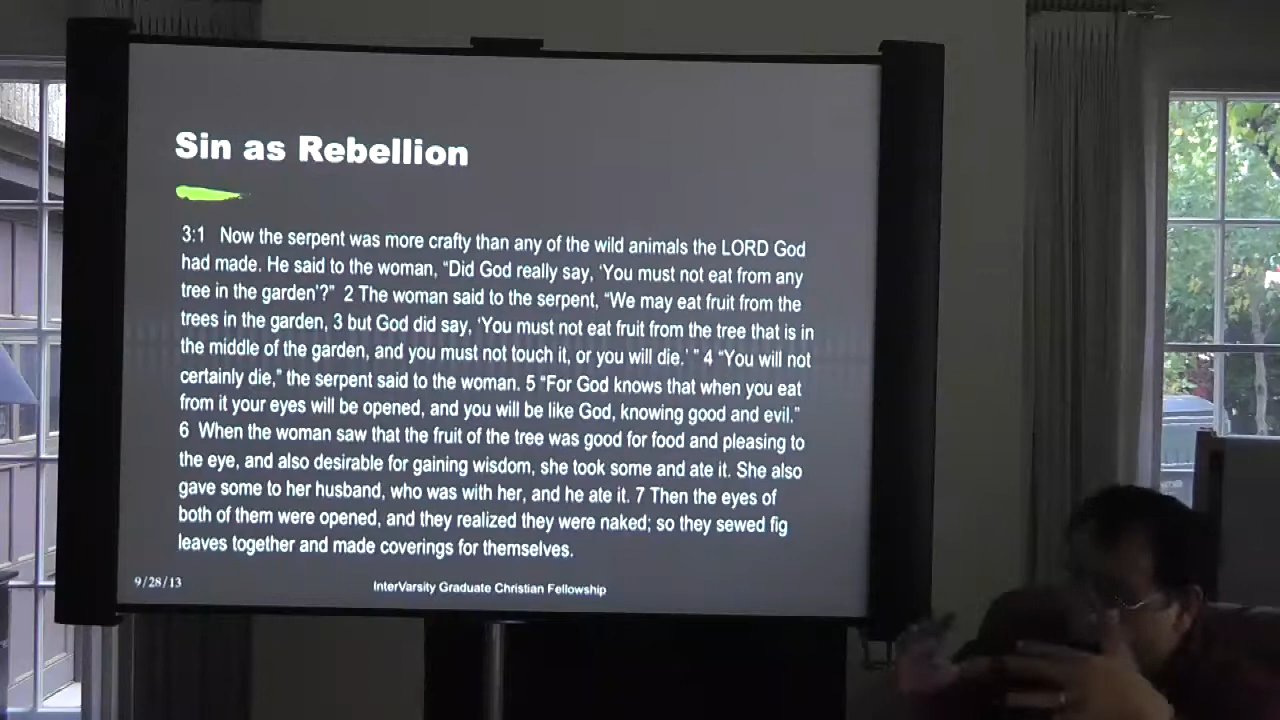 Sin as Rebellion
3:1 Now the serpent was more crafty than any of the wild animals the LORD God
had made. He said to the woman, “Did God really say, ‘You must not eat from any
tree in the garden’?” 2 The woman said to the serpent, “We may eat fruit from the
trees in the garden, 3 but God did say, ‘You must not eat fruit from the tree that is in
the middle of the garden, and you must not touch it, or you will die.’ ” 4 “You will not
certainly die,” the serpent said to the woman. 5 “For God knows that when you eat
from it your eyes will be opened, and you will be like God, knowing good and evil.”
6 When the woman saw that the fruit of the tree was good for food and pleasing to
the eye, and also desirable for gaining wisdom, she took some and ate it. She also
gave some to her husband, who was with her, and he ate it. 7 Then the eyes of
both of them were opened, and they realized they were naked; so they sewed fig
leaves together and made coverings for themselves.
9/28/13
InterVarsity Graduate Christian Fellowship